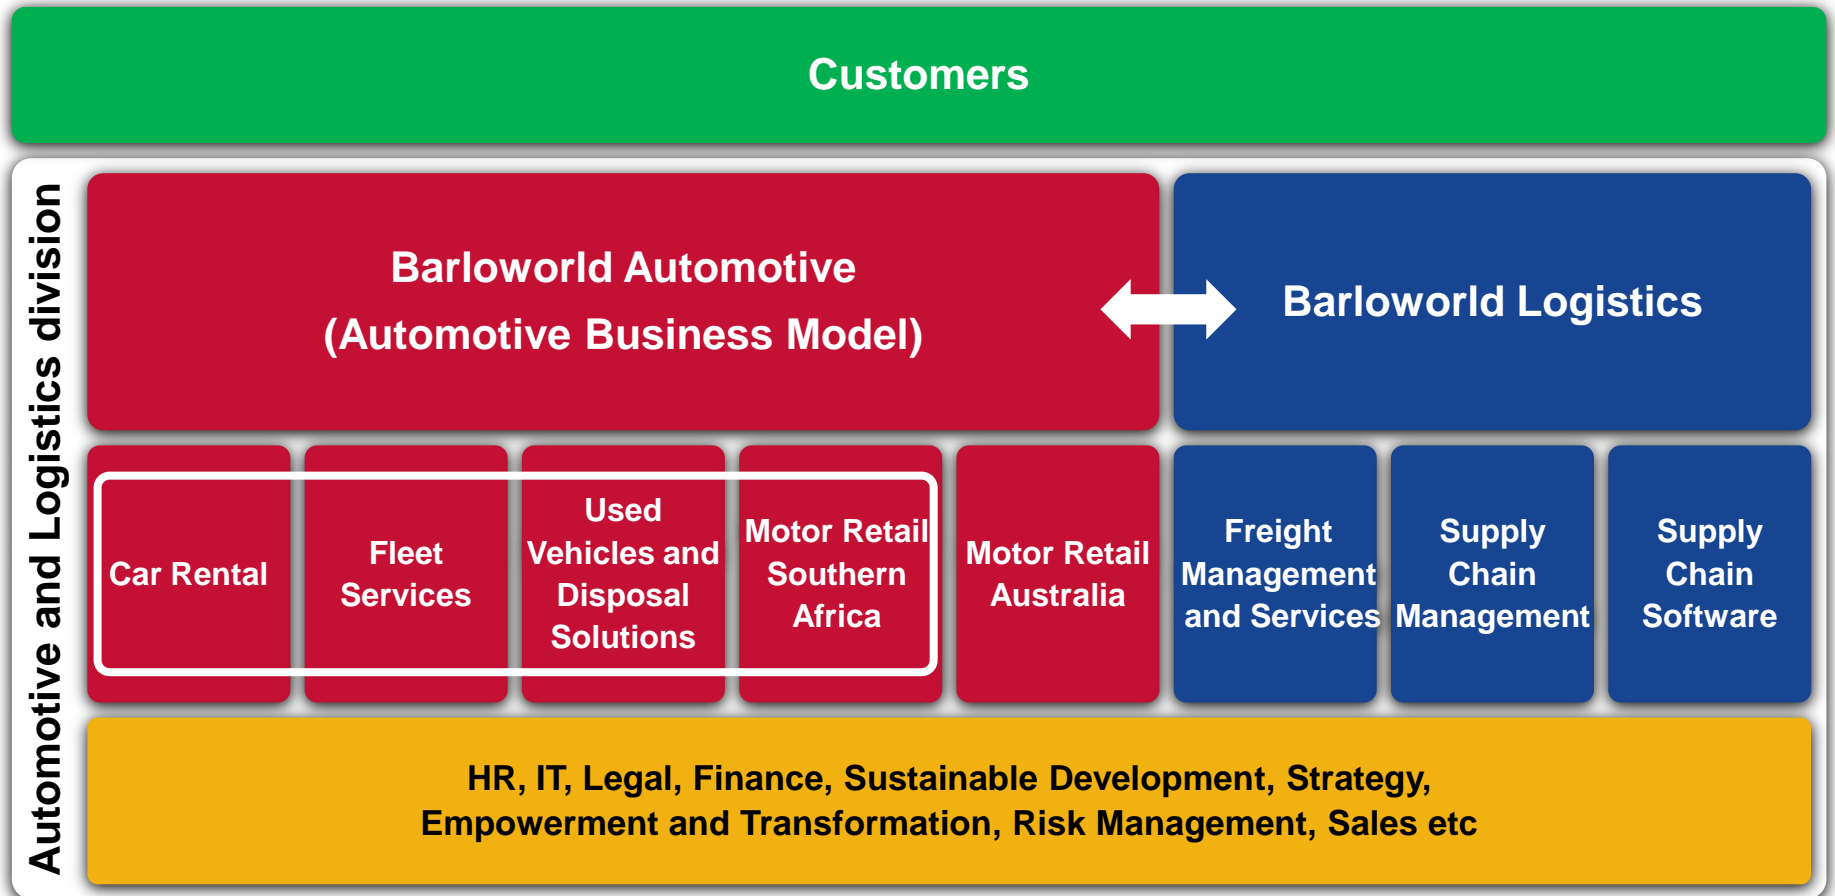 Customers
Automotive and Logistics division
Barloworld Automotive
(Automotive Business Model)
Barloworld Logistics
Car Rental
Fleet
Services
Used
Vehicles and
Disposal
Solutions
Motor Retail
Southern
Africa
Motor Retail
Australia
Freight
Management
and Services
Supply
Chain
Management
Supply
Chain
Software
HR, IT, Legal, Finance, Sustainable Development, Strategy,
Empowerment and Transformation, Risk Management, Sales etc